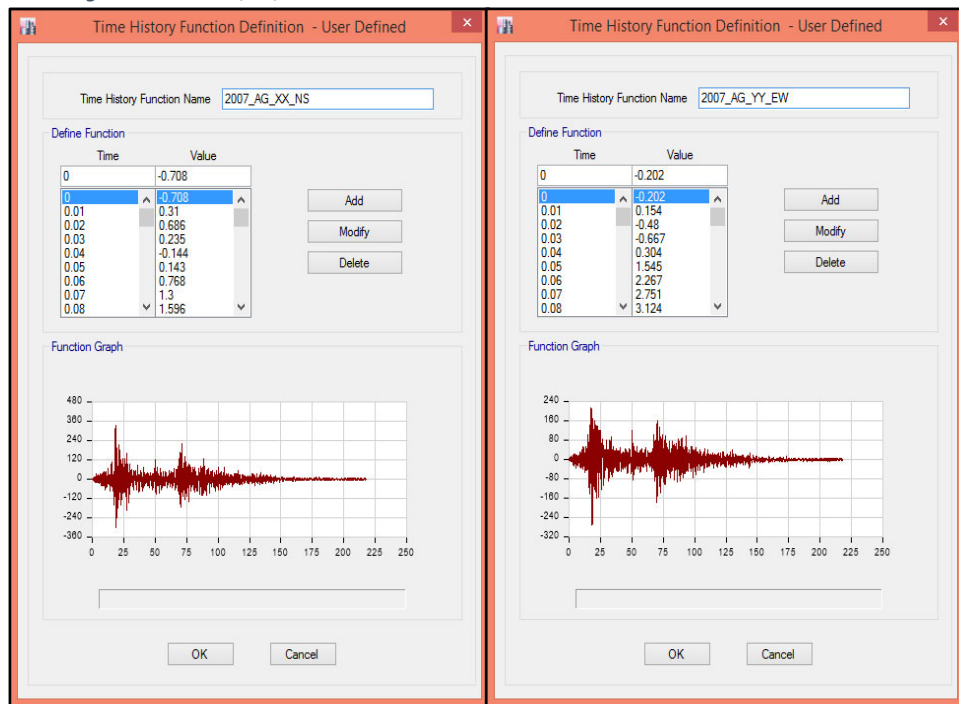 Time History Function Definition - User Defined
×
Time History Function Name 2007_AG_XX_NS
Define Function
Time Value
0 -0.708
0 -0.708
0.01 0.31
0.02 0.686
0.03 0.235
0.04 -0.144
0.05 0.143
0.06 0.768
0.07 1.3
0.08 1.596
Add
Modify
Delete
Function Graph
480
360
240
120
0
-120
-240
-360
0 25 50 75 100 125 150 175 200 225 250
OK Cancel
Time History Function Definition - User Defined
×
Time History Function Name 2007_AG_YY_EW
Define Function
Time Value
0 -0.202
0 -0.202
0.01 0.154
0.02 -0.48
0.03 -0.667
0.04 0.304
0.05 1.545
0.06 2.267
0.07 2.751
0.08 3.124
Add
Modify
Delete
Function Graph
240
160
80
0
-80
-160
-240
-320
0 25 50 75 100 125 150 175 200 225 250
OK Cancel